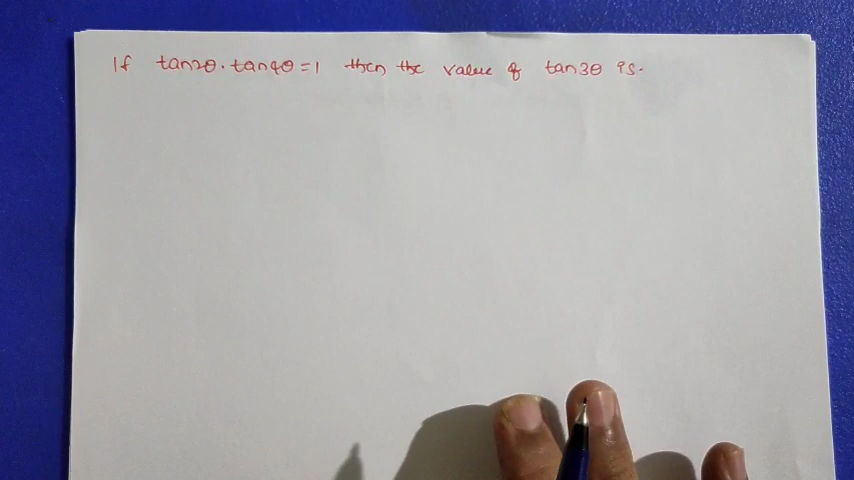 If tan2θ·tan4θ=1 then the value of tan3θ is.